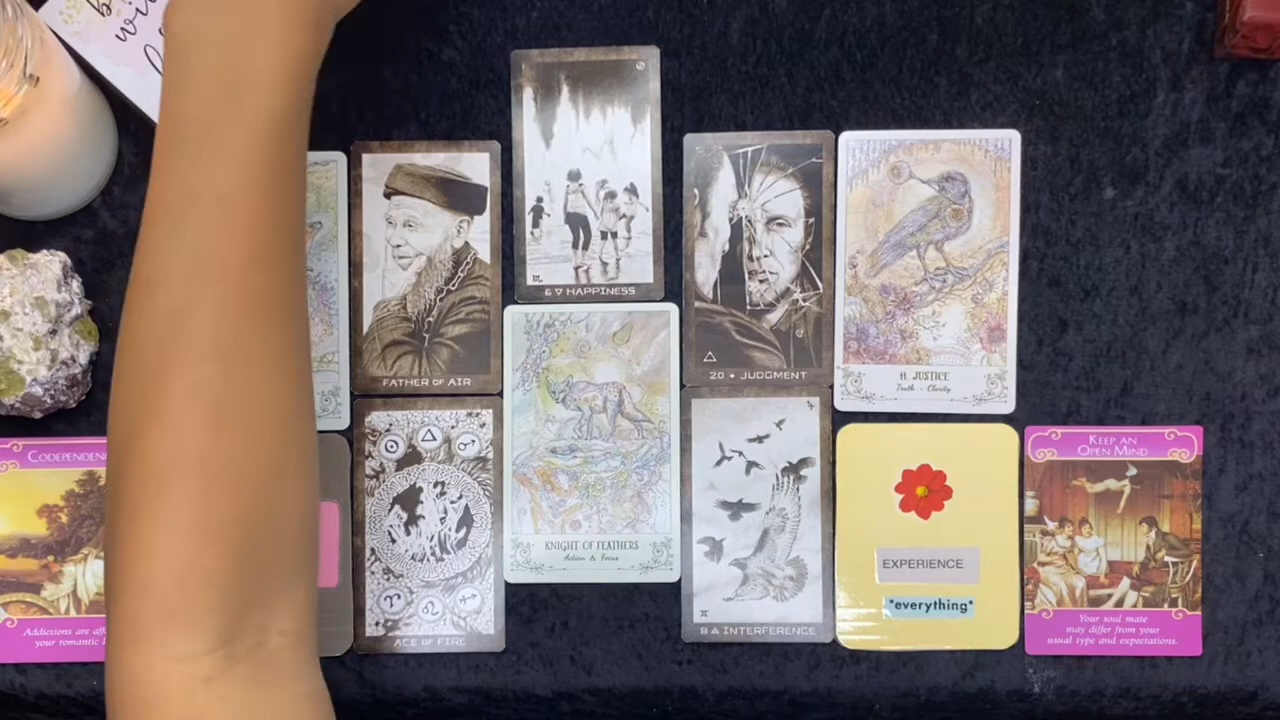 6 ▽ HAPPINESS
FATHER OF AIR
20 ✦ JUDGMENT
11. JUSTICE
Truth - Clarity
CODEPENDEN
Addictions are aff
your romantic
ACE OF FIRE
KNIGHT OF FEATHERS
Action & Focus
8 INTERFERENCE
EXPERIENCE
*everything*
KEEP AN
OPEN MIND
Your soul mate
may differ from your
usual type and expectations.